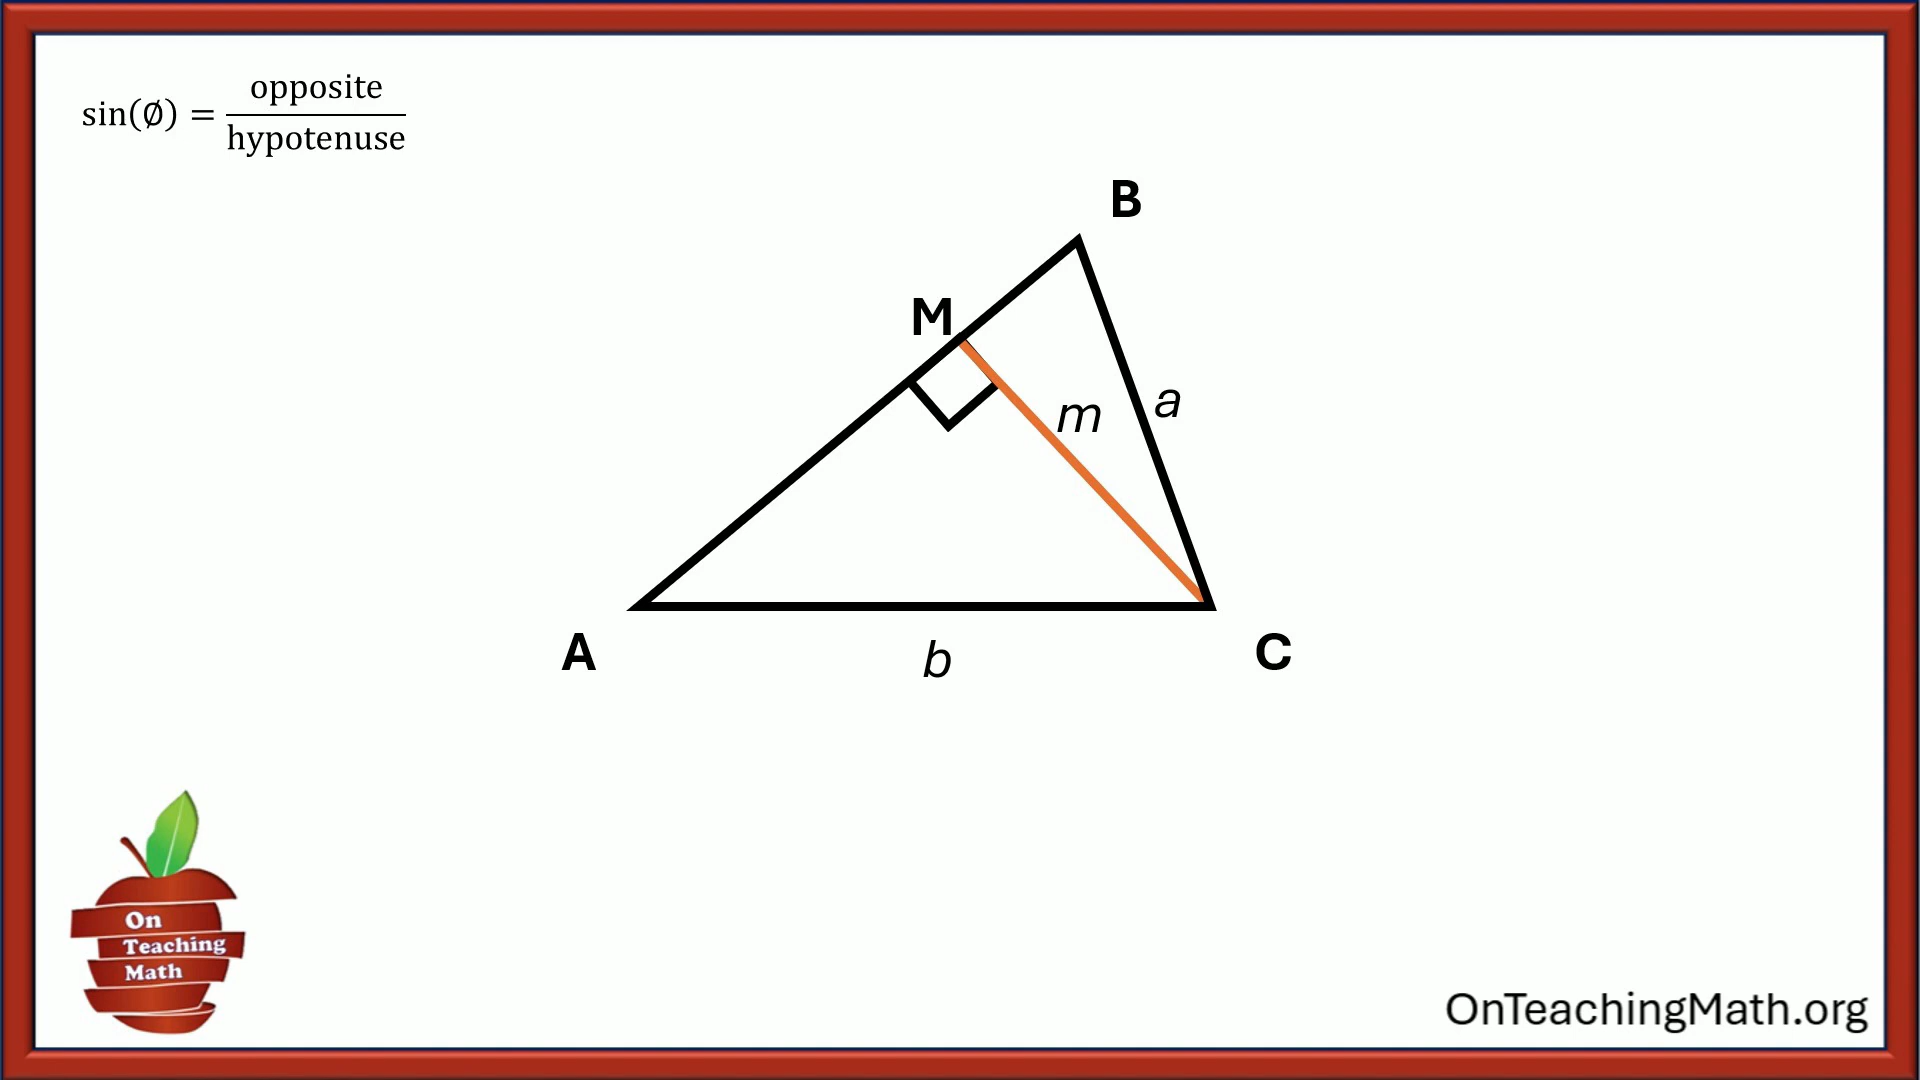 sin(∅) = opposite/hypotenuse
B
M
m
a
A
b
C
On
Teaching
Math
OnTeachingMath.org